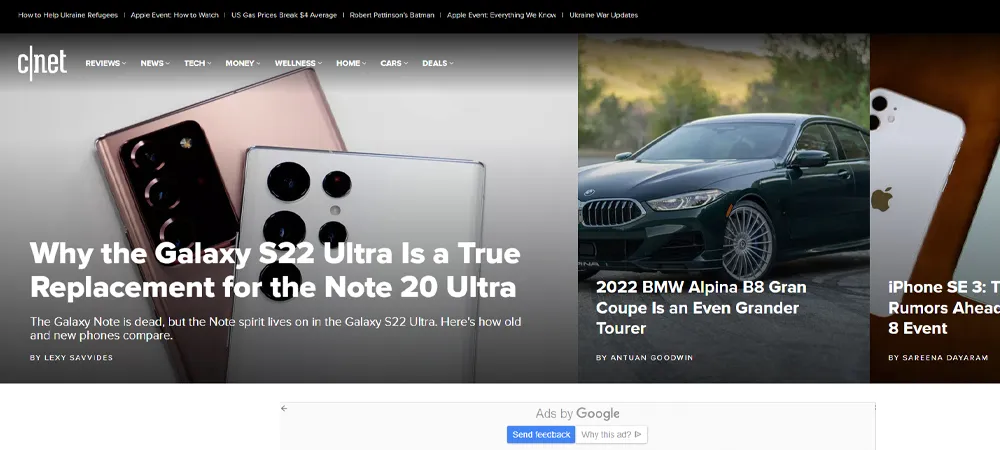 How to Help Ukraine Refugees | Apple Event: How to Watch | US Gas Prices Break $4 Average | Robert Pattinson's Batman | Apple Event: Everything We Know | Ukraine War Updates
c|net
REVIEWS NEWS TECH MONEY WELLNESS HOME CARS DEALS
Why the Galaxy S22 Ultra Is a True
Replacement for the Note 20 Ultra
The Galaxy Note is dead, but the Note spirit lives on in the Galaxy S22 Ultra. Here's how old
and new phones compare.
BY LEXY SAVVIDES
2022 BMW Alpina B8 Gran
Coupe Is an Even Grander
Tourer
BY ANTUAN GOODWIN
iPhone SE 3: T
Rumors Ahead
8 Event
BY SAREENA DAYARAM
Ads by Google
Send feedback Why this ad?